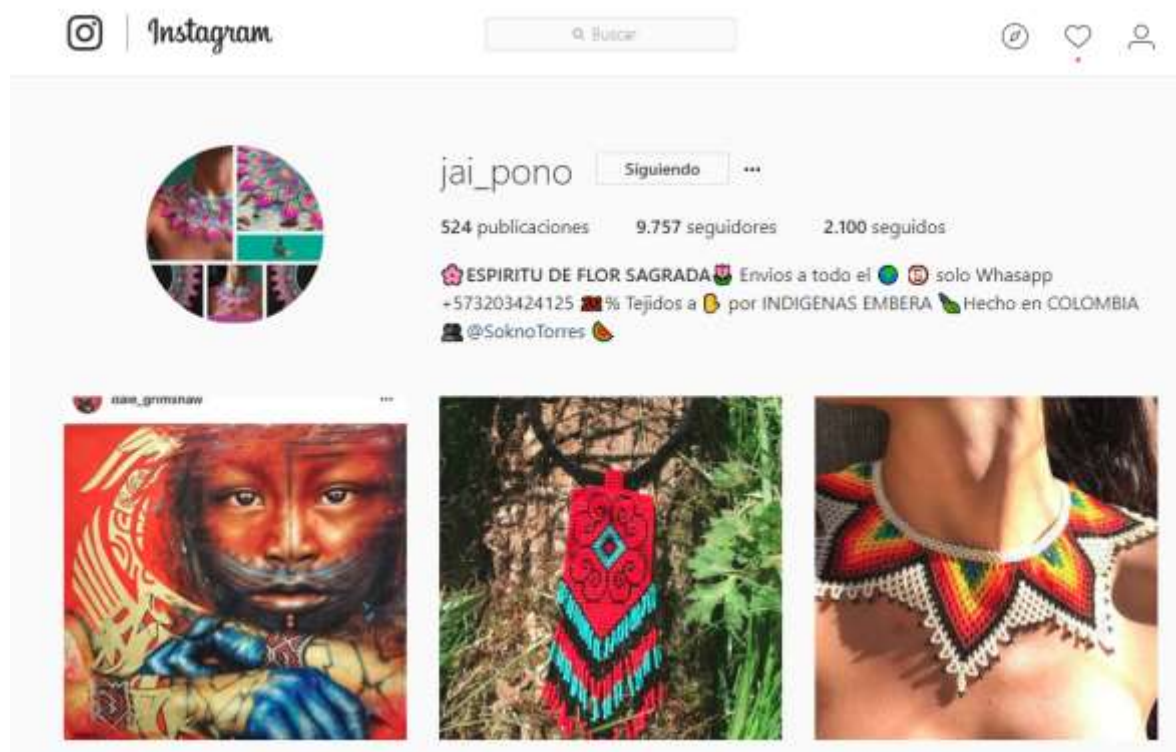 Instagram
Buscar
jai_pono Siguiendo •••
524 publicaciones 9.757 seguidores 2.100 seguidos
🌸ESPIRITU DE FLOR SAGRADA🌷 Envios a todo el 🌎 solo Whasapp
+573203424125 % Tejidos a ✋ por INDIGENAS EMBERA Hecho en COLOMBIA
@SoknoTorres 🍉
dale_grimshaw •••